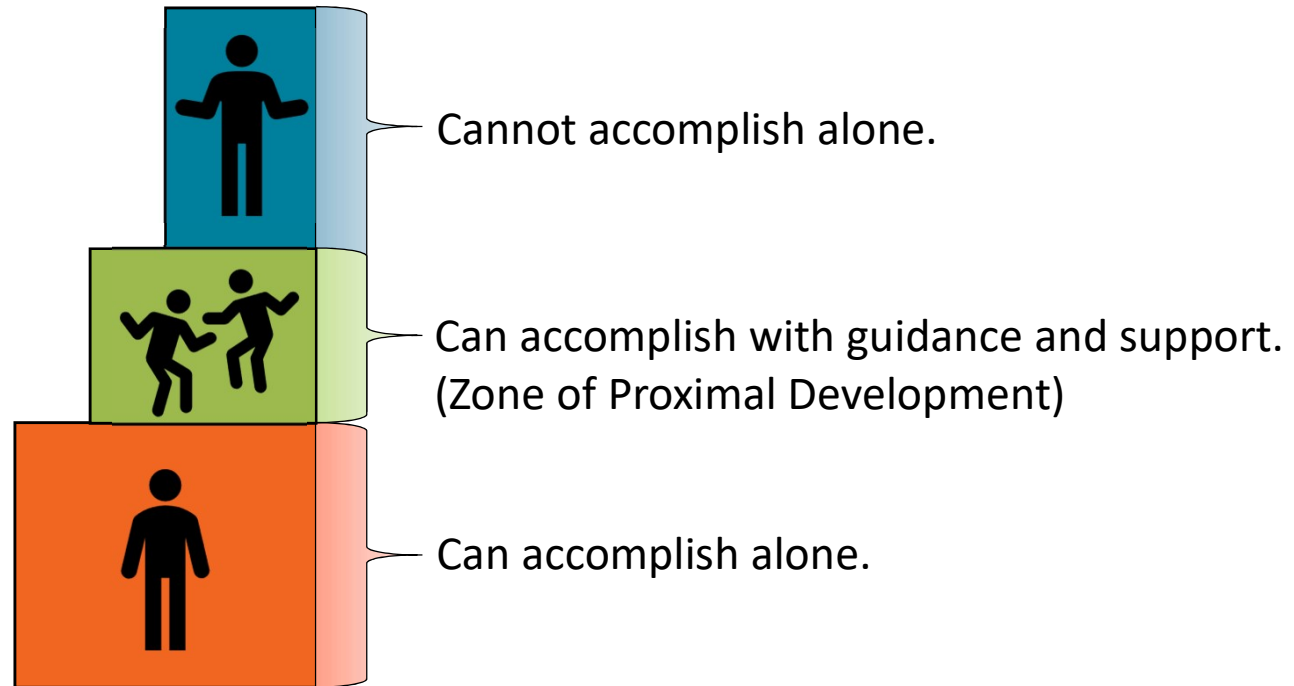 Cannot accomplish alone.
Can accomplish with guidance and support.
(Zone of Proximal Development)
Can accomplish alone.